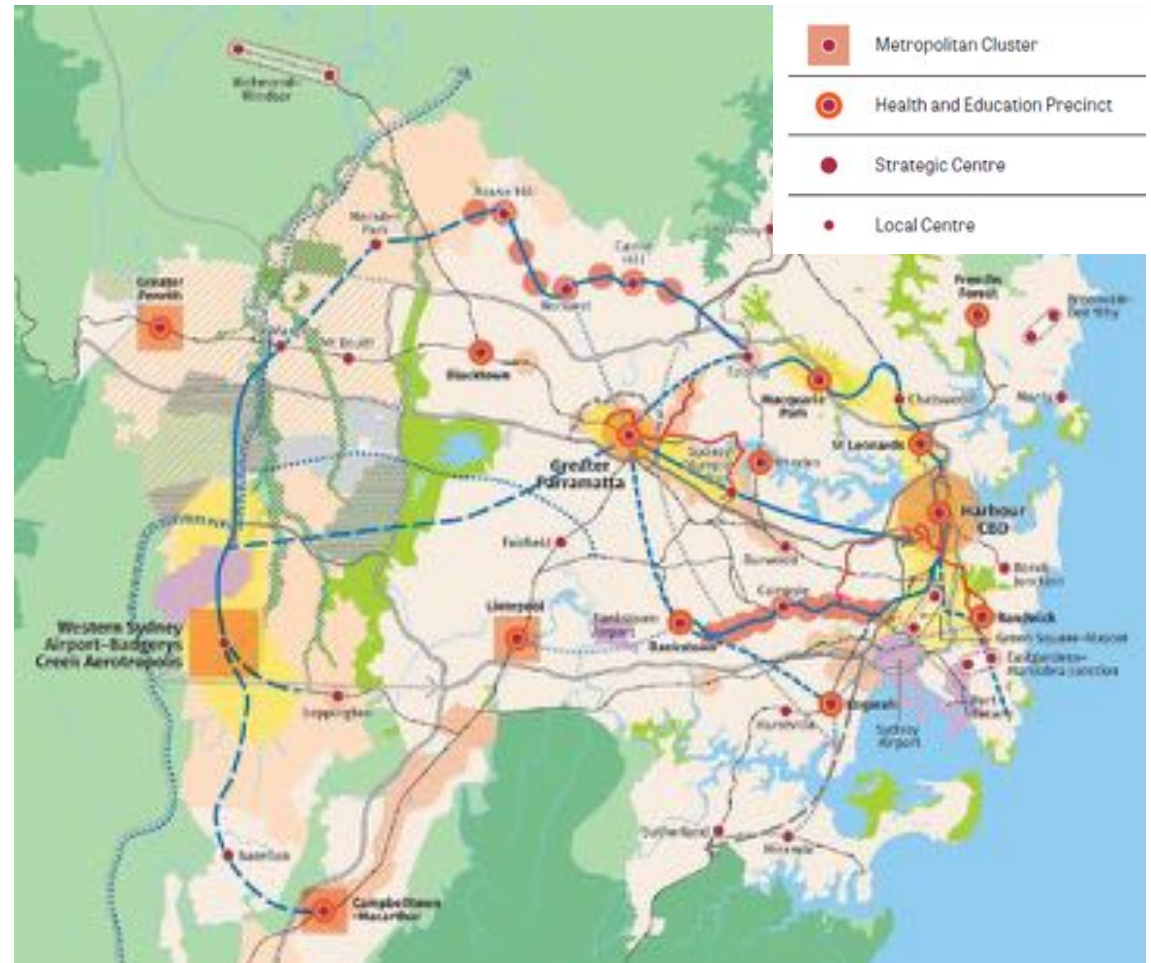 Metropolitan Cluster
Health and Education Precinct
Strategic Centre
Local Centre
Richmond-
Windsor
Rouse Hill
Marsden
Park
Castle
Hill
Norwest
Greater
Penrith
Mt Druitt
Blacktown
Frenchs
Forest
Brookvale-
Dee Why
Epping
Macquarie
Park
Chatswood
Manly
St Leonards
Greater
Parramatta
Sydney
Olympic
Rhodes
Harbour
CBD
Fairfield
Burwood
Bondi
Junction
Liverpool
Campsie
Bankstown
Airport
Bankstown
Randwick
Green Square-Mascot
Eastgardens-
Maroubra Junction
Western Sydney
Airport-Badgerys
Creek Aerotropolis
Leppington
Kogarah
Hurstville
Port
Botany
Sydney
Airport
Sutherland
Miranda
Narellan
Campbelltown
-Macarthur